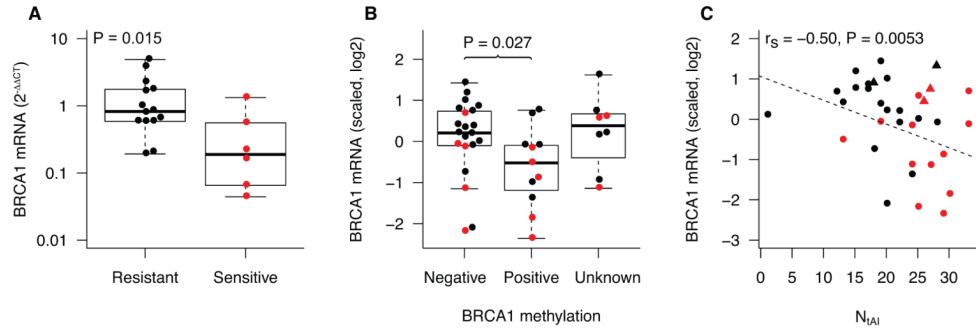 A
P = 0.015
BRCA1 mRNA (2^-ΔΔCT)
10
1
0.1
0.01
Resistant
Sensitive
B
P = 0.027
BRCA1 mRNA (scaled, log2)
2
1
0
−1
−2
Negative
Positive
Unknown
BRCA1 methylation
C
rS = −0.50, P = 0.0053
BRCA1 mRNA (scaled, log2)
2
1
0
−1
−2
−3
0
5
10
15
20
25
30
NtAI